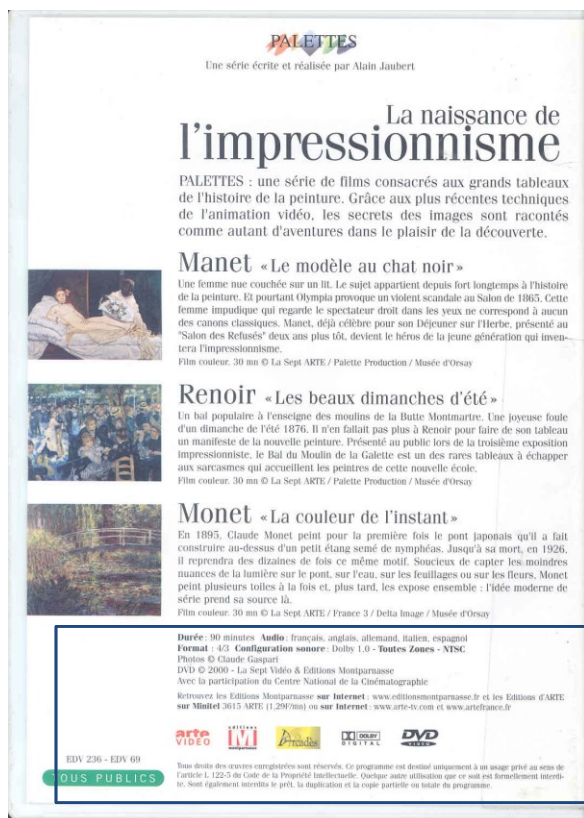 PALETTES
Une série écrite et réalisée par Alain Jaubert
La naissance de
l'impressionnisme
PALETTES : une série de films consacrés aux grands tableaux
de l'histoire de la peinture. Grâce aux plus récentes techniques
de l'animation vidéo, les secrets des images sont racontés
comme autant d'aventures dans le plaisir de la découverte.
Manet «Le modèle au chat noir»
Une femme nue couchée sur un lit. Le sujet appartient depuis fort longtemps à l'histoire
de la peinture. Et pourtant Olympia provoque un violent scandale au Salon de 1865. Cette
femme impudique qui regarde le spectateur droit dans les yeux ne correspond à aucun
des canons classiques. Manet, déjà célèbre pour son Déjeuner sur l'Herbe, présenté au
"Salon des Refusés" deux ans plus tôt, devient le héros de la jeune génération qui inven-
tera l'impressionnisme.
Film couleur. 30 mn © La Sept ARTE / Palette Production / Musée d'Orsay
Renoir «Les beaux dimanches d'été»
Un bal populaire à l'enseigne des moulins de la Butte Montmartre. Une joyeuse foule
d'un dimanche de l'été 1876. Il n'en fallait pas plus à Renoir pour faire de son tableau
un manifeste de la nouvelle peinture. Présenté au public lors de la troisième exposition
impressionniste, le Bal du Moulin de la Galette est un des rares tableaux à échapper
aux sarcasmes qui accueillent les peintres de cette nouvelle école.
Film couleur. 30 mn © La Sept ARTE / Palette Production / Musée d'Orsay
Monet «La couleur de l'instant»
En 1895, Claude Monet peint pour la première fois le pont japonais qu'il a fait
construire au-dessus d'un petit étang semé de nymphéas. Jusqu'à sa mort, en 1926,
il reprendra des dizaines de fois ce même motif. Soucieux de capter les moindres
nuances de la lumière sur le pont, sur l'eau, sur les feuillages ou sur les fleurs, Monet
peint plusieurs toiles à la fois et, plus tard, les expose ensemble : l'idée moderne de
série prend sa source là.
Film couleur. 30 mn © La Sept ARTE / France 3 / Delta Image / Musée d'Orsay
Durée : 90 minutes Audio : français, anglais, allemand, italien, espagnol
Format : 4/3 Configuration sonore : Dolby 1.0 - Toutes Zones - NTSC
Photos © Claude Gaspari
DVD © 2000 - La Sept Vidéo & Editions Montparnasse
Avec la participation du Centre National de la Cinématographie
Retrouvez les Editions Montparnasse sur Internet : www.editionsmontparnasse.fr et les Editions d'ARTE
sur Minitel 3615 ARTE (1,29F/mn) ou sur Internet : www.arte-tv.com et www.artefrance.fr
arte VIDEO
éditions montparnasse
DOLBY DIGITAL
DVD VIDEO
EDV 236 - EDV 69
TOUS PUBLICS
Tous droits des œuvres enregistrées sont réservés. Ce programme est destiné uniquement à un usage privé au sens de
l'article L 122-5 du Code de la Propriété Intellectuelle. Quelque autre utilisation que ce soit est formellement interdi-
te. Sont également interdits le prêt, la duplication et la copie partielle ou totale du programme.